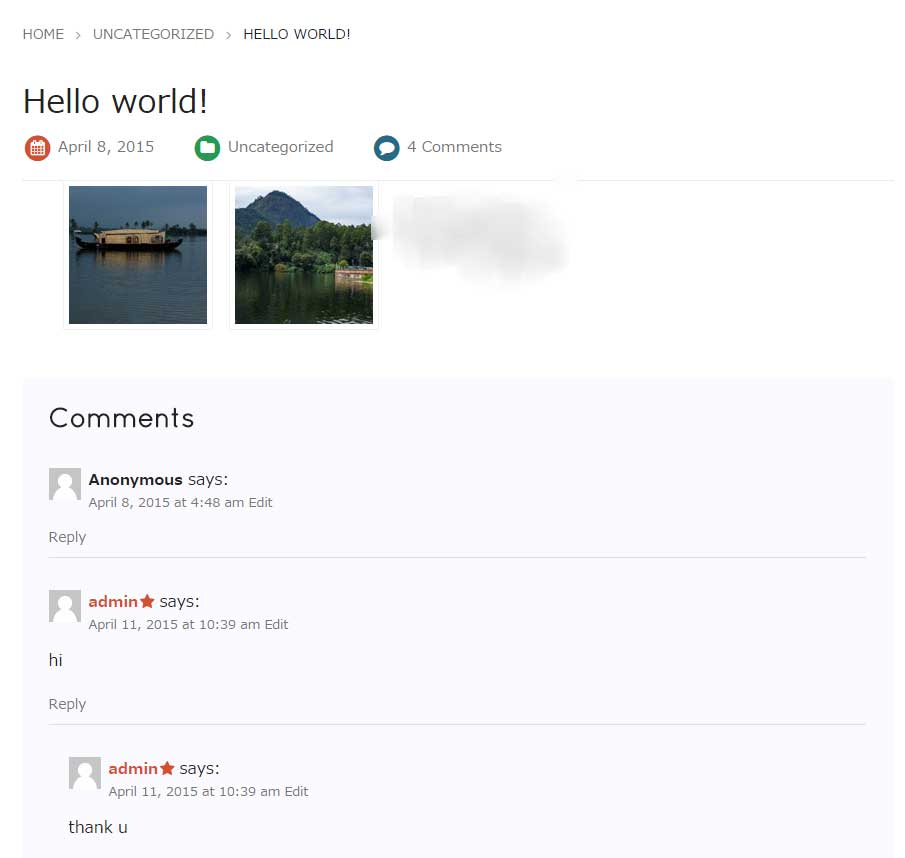 HOME > UNCATEGORIZED > HELLO WORLD!
Hello world!
April 8, 2015 Uncategorized 4 Comments
Comments
Anonymous says:
April 8, 2015 at 4:48 am Edit
Reply
admin says:
April 11, 2015 at 10:39 am Edit
hi
Reply
admin says:
April 11, 2015 at 10:39 am Edit
thank u